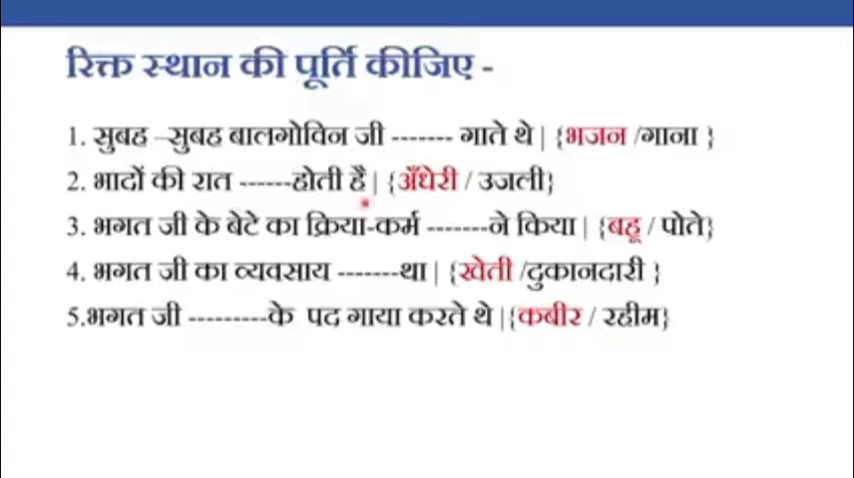 रिक्त स्थान की पूर्ति कीजिए -
1. सुबह –सुबह बालगोविन जी ------- गाते थे | {भजन /गाना }
2. भादों की रात ------होती है | {अँधेरी / उजली}
3. भगत जी के बेटे का क्रिया-कर्म -------ने किया | {बहू / पोते}
4. भगत जी का व्यवसाय -------था | {खेती /दुकानदारी }
5.भगत जी ---------के पद गाया करते थे |{कबीर / रहीम}